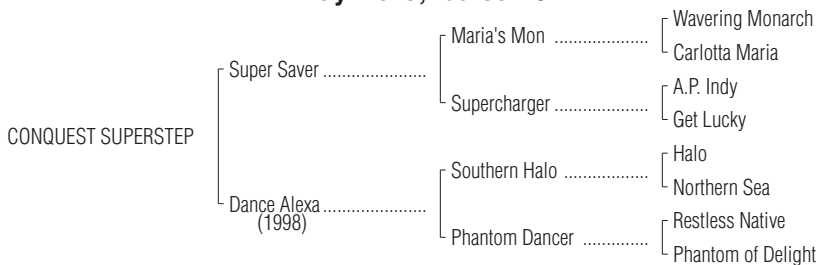 Wavering Monarch
Maria's Mon ....................
Carlotta Maria
Super Saver ......................
A.P. Indy
Supercharger ....................
Get Lucky
CONQUEST SUPERSTEP
Halo
Southern Halo ..................
Northern Sea
Dance Alexa ......................
(1998)
Restless Native
Phantom Dancer ..............
Phantom of Delight